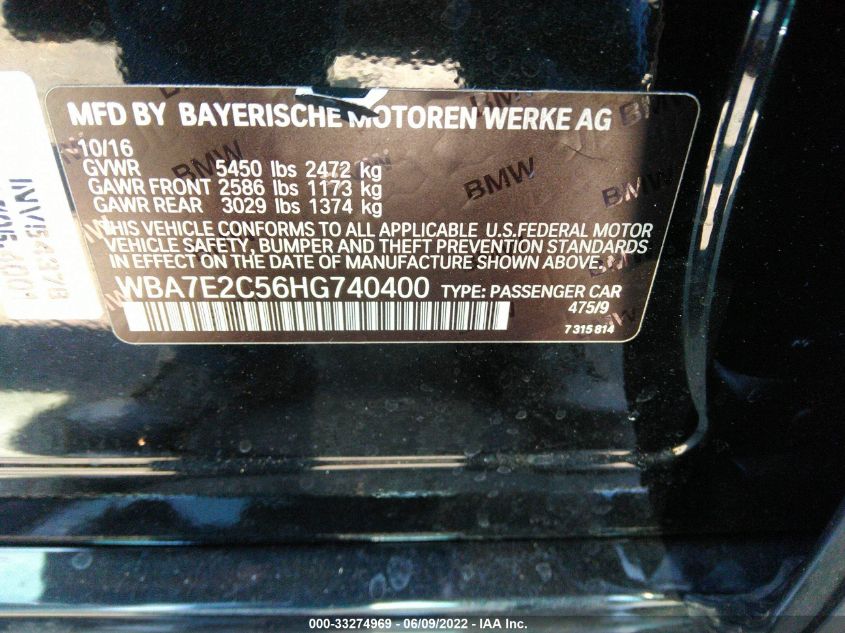 MFD BY BAYERISCHE MOTOREN WERKE AG
10/16
GVWR 5450 lbs 2472 kg
GAWR FRONT 2586 lbs 1173 kg
GAWR REAR 3029 lbs 1374 kg
THIS VEHICLE CONFORMS TO ALL APPLICABLE U.S.FEDERAL MOTOR
VEHICLE SAFETY, BUMPER AND THEFT PREVENTION STANDARDS
IN EFFECT ON THE DATE OF MANUFACTURE SHOWN ABOVE.
WBA7E2C56HG740400 TYPE: PASSENGER CAR
475/9
7 315 814
BMW
BMW
000-33274969 • 06/09/2022 - IAA Inc.